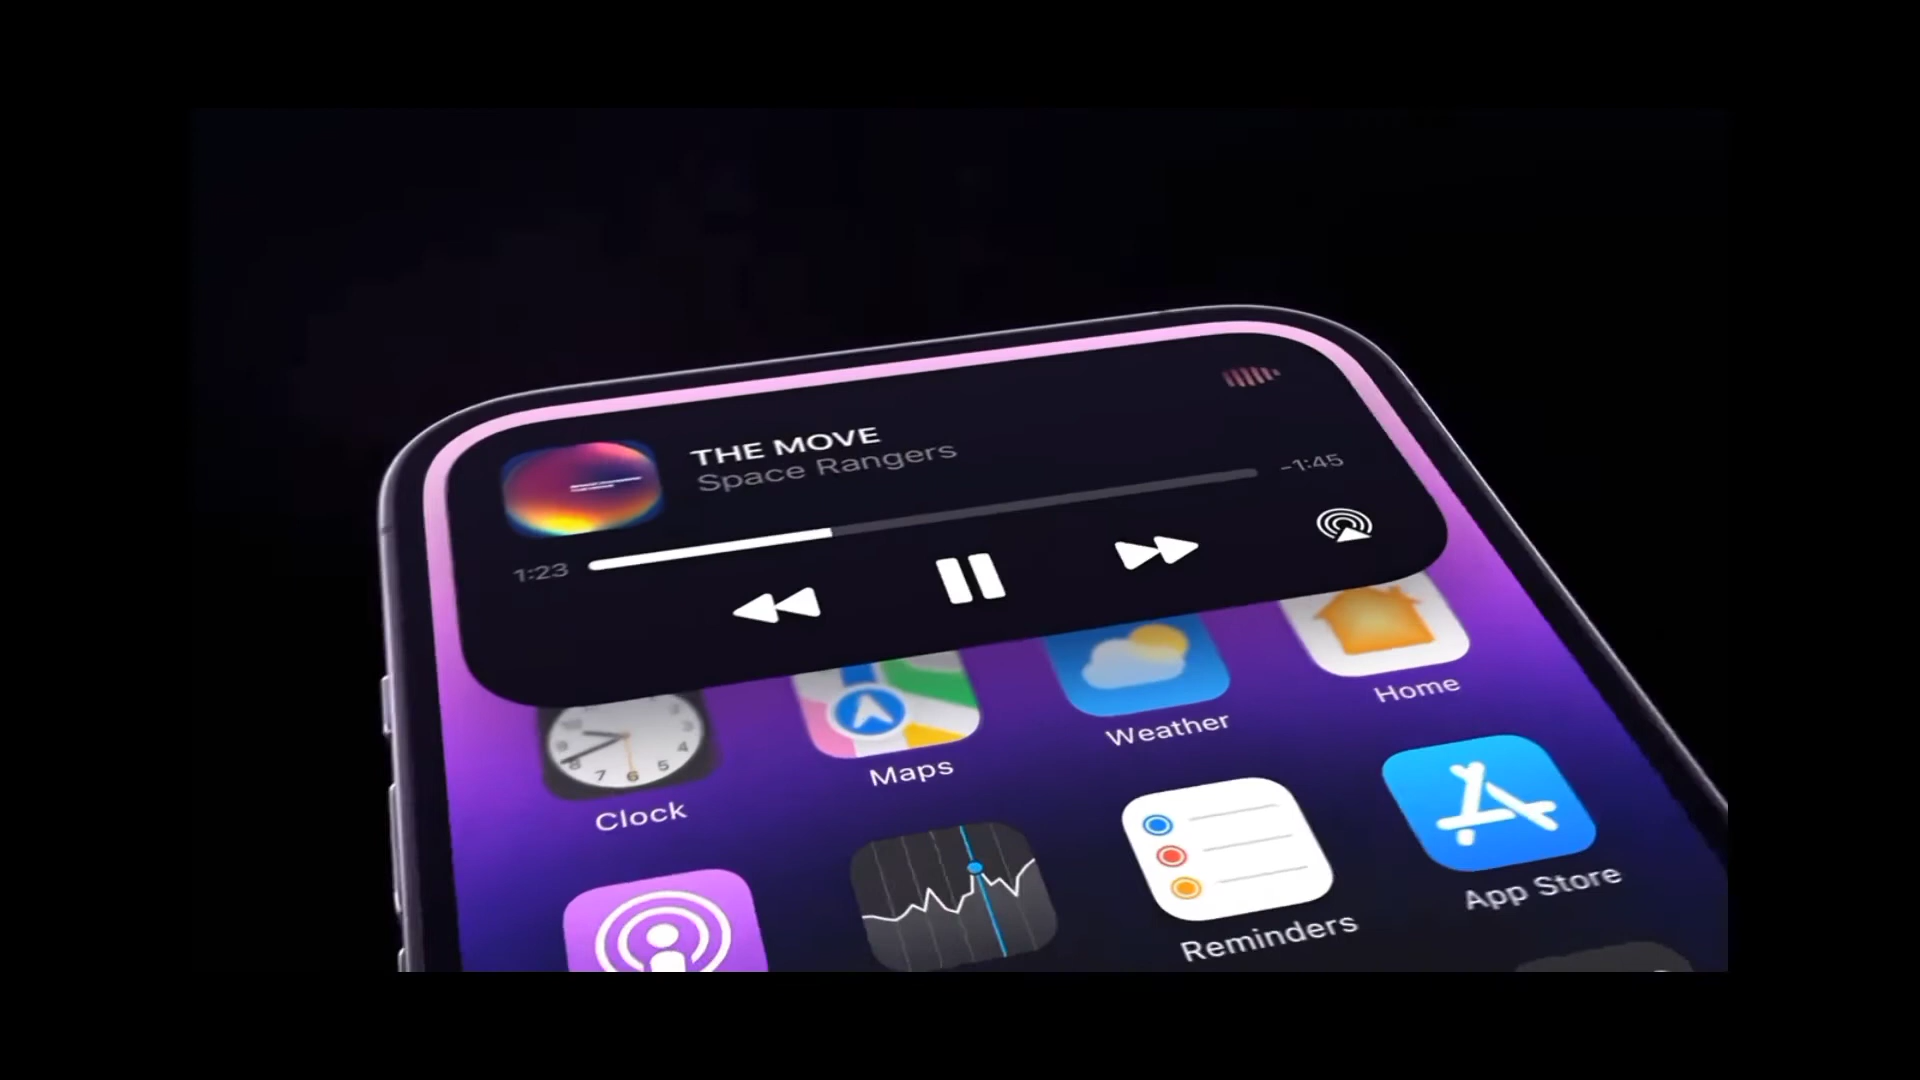 THE MOVE
Space Rangers
1:23
-1:45
Clock
Maps
Weather
Home
Reminders
App Store